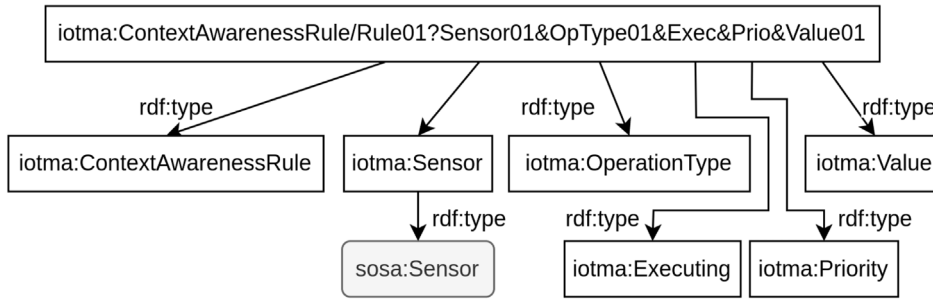 iotma:ContextAwarenessRule/Rule01?Sensor01&OpType01&Exec&Prio&Value01
rdf:type
rdf:type
rdf:type
iotma:ContextAwarenessRule
iotma:Sensor
iotma:OperationType
iotma:Value
rdf:type
rdf:type
rdf:type
sosa:Sensor
iotma:Executing
iotma:Priority